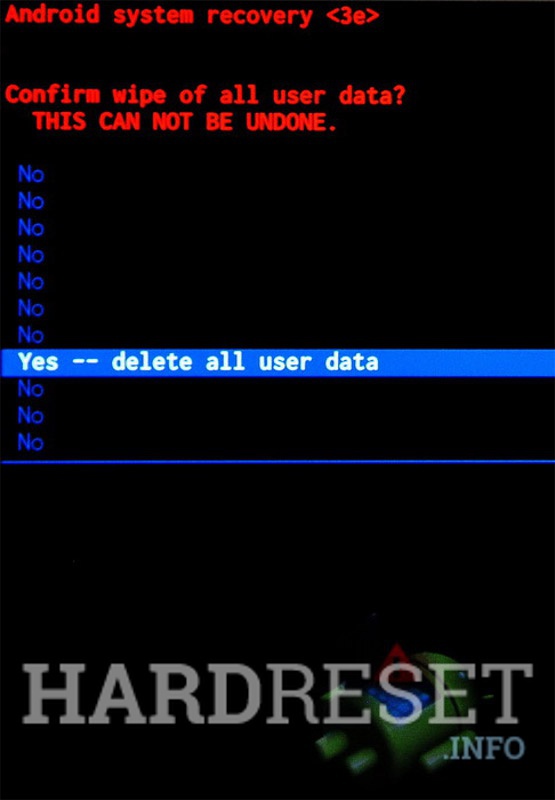 Android system recovery <3e>
Confirm wipe of all user data?
THIS CAN NOT BE UNDONE.
No
No
No
No
No
No
No
Yes -- delete all user data
No
No
No
HARDRESET
.INFO